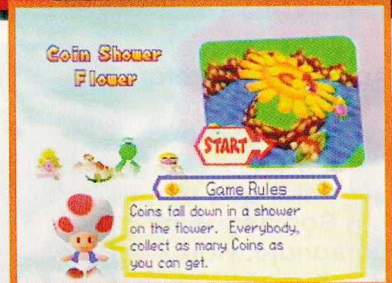 Coin Shower
Flower
START
Game Rules
Coins fall down in a shower
on the flower. Everybody,
collect as many Coins as
you can get.